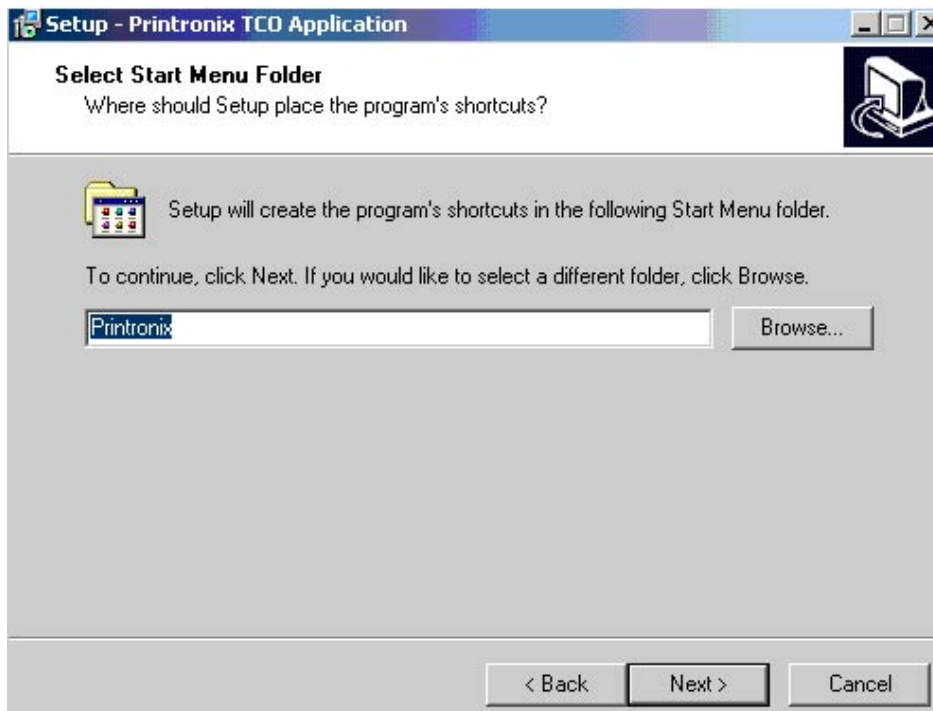 Setup - Printronix TCO Application
Select Start Menu Folder
Where should Setup place the program's shortcuts?
Setup will create the program's shortcuts in the following Start Menu folder.
To continue, click Next. If you would like to select a different folder, click Browse.
Printronix
Browse...
< Back
Next >
Cancel